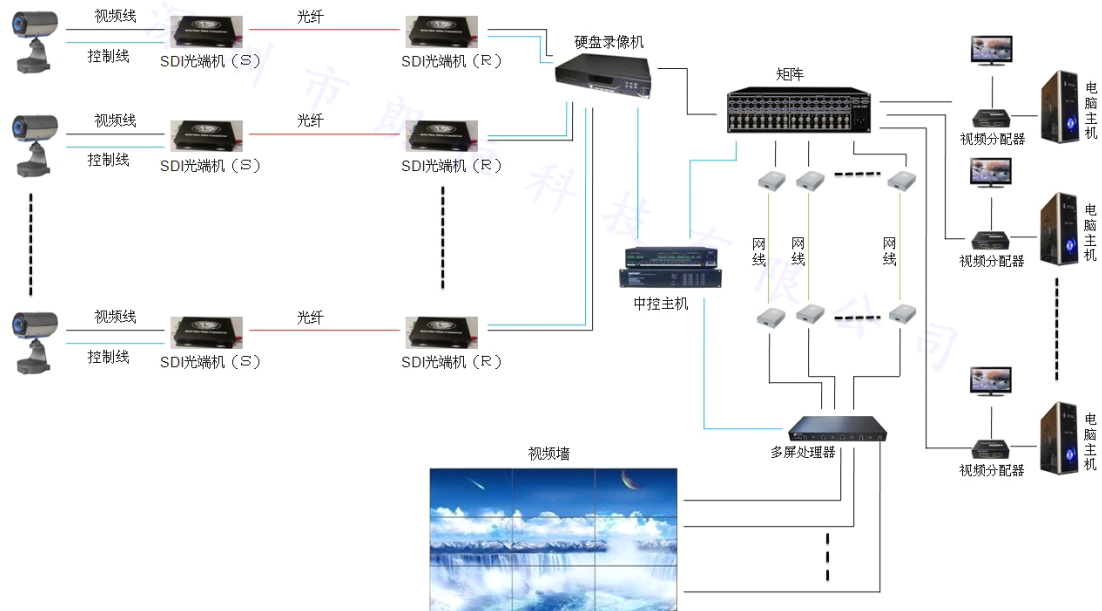 视频线
光纤
控制线
SDI光端机（S）
SDI光端机（R）
硬盘录像机
矩阵
视频分配器
电脑主机
视频线
光纤
控制线
SDI光端机（S）
SDI光端机（R）
网线
网线
网线
视频分配器
电脑主机
中控主机
视频线
光纤
控制线
SDI光端机（S）
SDI光端机（R）
视频分配器
电脑主机
多屏处理器
视频墙